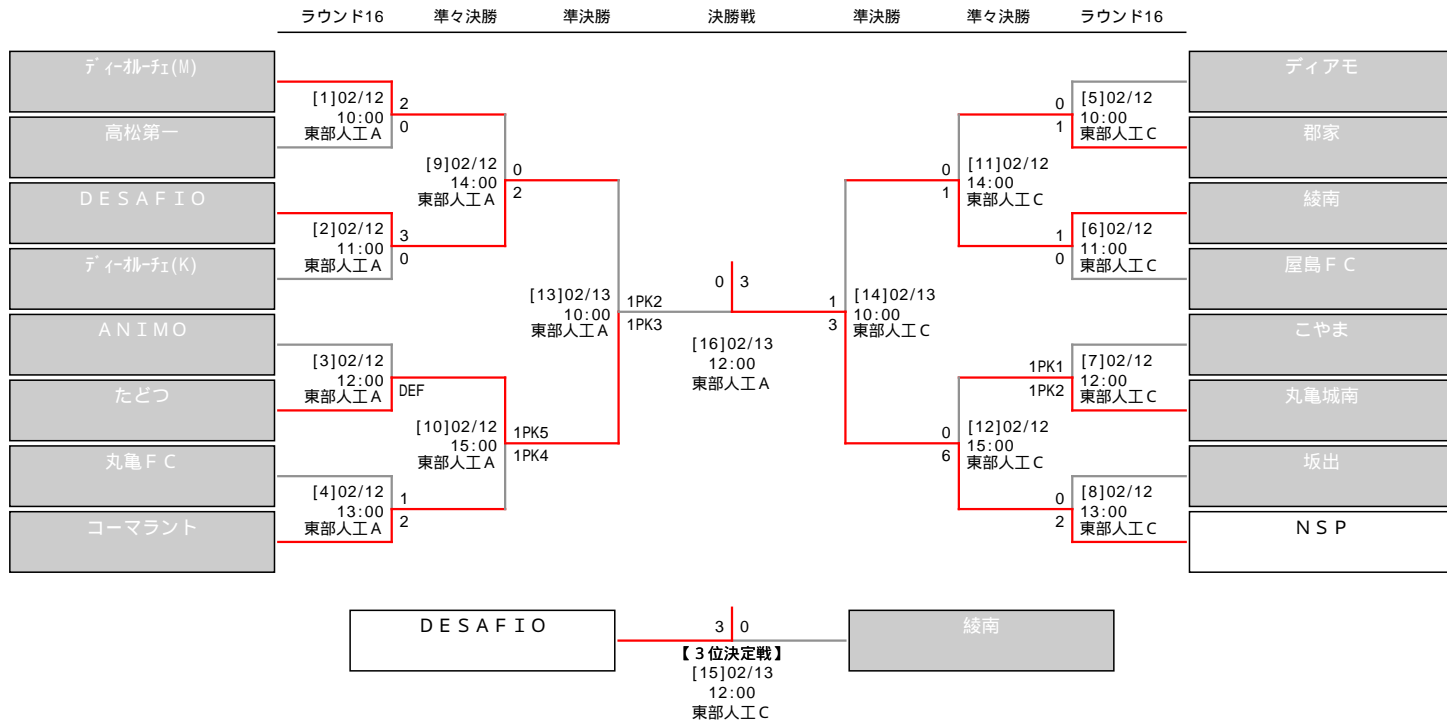 ラウンド16 準々決勝 準決勝 決勝戦 準決勝 準々決勝 ラウンド16
ディーオルーチェ(M)
[1]02/12
10:00
東部人工A
2
0
高松第一
[9]02/12
14:00
東部人工A
0
2
DESAFIO
[2]02/12
11:00
東部人工A
3
0
ディーオルチェ(K)
[13]02/13
10:00
東部人工A
1PK2
1PK3
ANIMO
[3]02/12
12:00
東部人工A
DEF
たどつ
[10]02/12
15:00
東部人工A
1PK5
1PK4
丸亀FC
[4]02/12
13:00
東部人工A
1
2
コーマラント
0 3
[16]02/13
12:00
東部人工A
ディアモ
0
1
[5]02/12
10:00
東部人工C
郡家
0
1
[11]02/12
14:00
東部人工C
綾南
1
0
[6]02/12
11:00
東部人工C
屋島FC
1
3
[14]02/13
10:00
東部人工C
こやま
1PK1
1PK2
[7]02/12
12:00
東部人工C
丸亀城南
0
6
[12]02/12
15:00
東部人工C
坂出
0
2
[8]02/12
13:00
東部人工C
NSP
DESAFIO 3 0 綾南
【3位決定戦】
[15]02/13
12:00
東部人工C